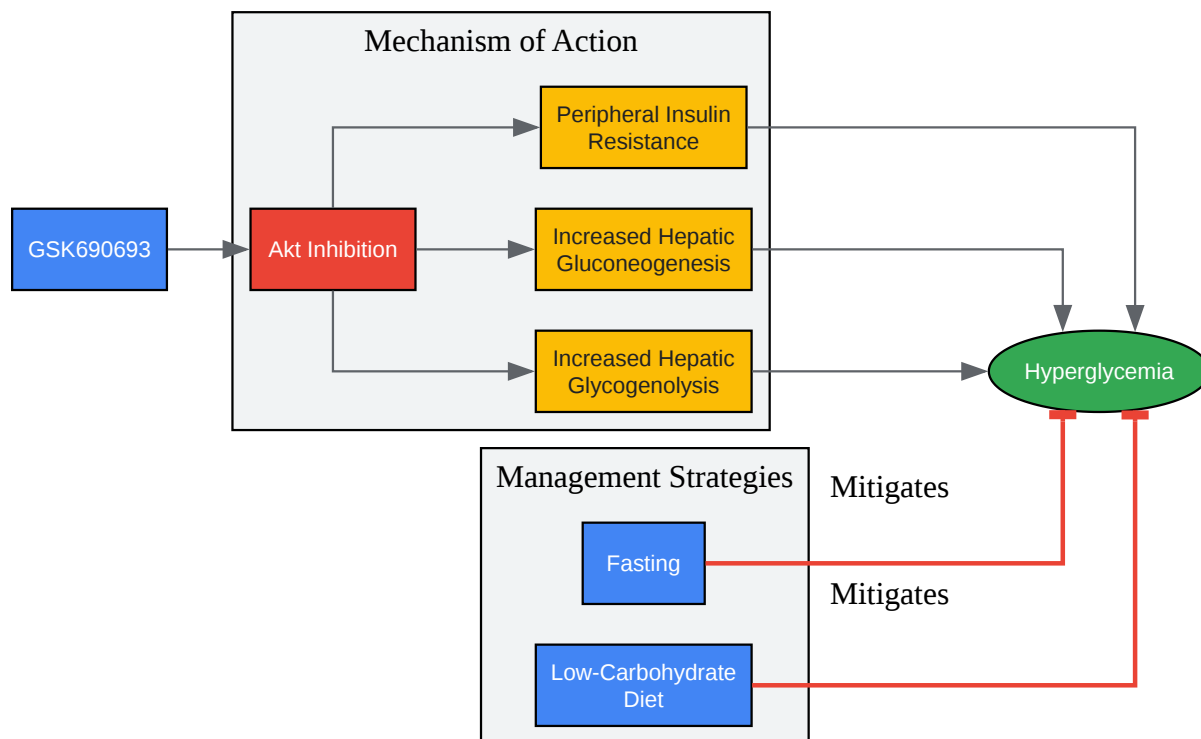 Mechanism of Action
Peripheral Insulin
Resistance
GSK690693
Akt Inhibition
Increased Hepatic
Gluconeogenesis
Increased Hepatic
Glycogenolysis
Hyperglycemia
Management Strategies
Mitigates
Fasting
Mitigates
Low-Carbohydrate
Diet